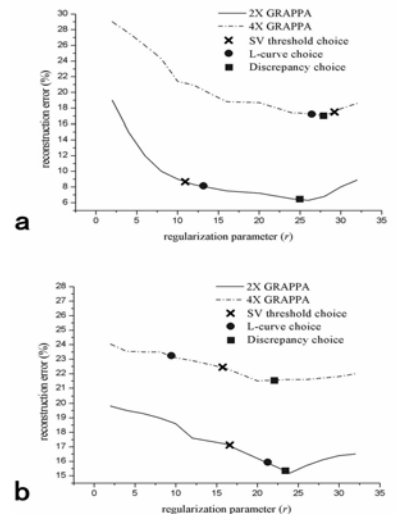 30
28
26
24
22
20
18
16
14
12
10
8
6
reconstruction error (%)
2X GRAPPA
4X GRAPPA
SV threshold choice
L-curve choice
Discrepancy choice
0 5 10 15 20 25 30 35
regularization parameter (r)
a
28
27
26
25
24
23
22
21
20
19
18
17
16
15
reconstruction error (%)
2X GRAPPA
4X GRAPPA
SV threshold choice
L-curve choice
Discrepancy choice
0 5 10 15 20 25 30 35
regularization parameter (r)
b